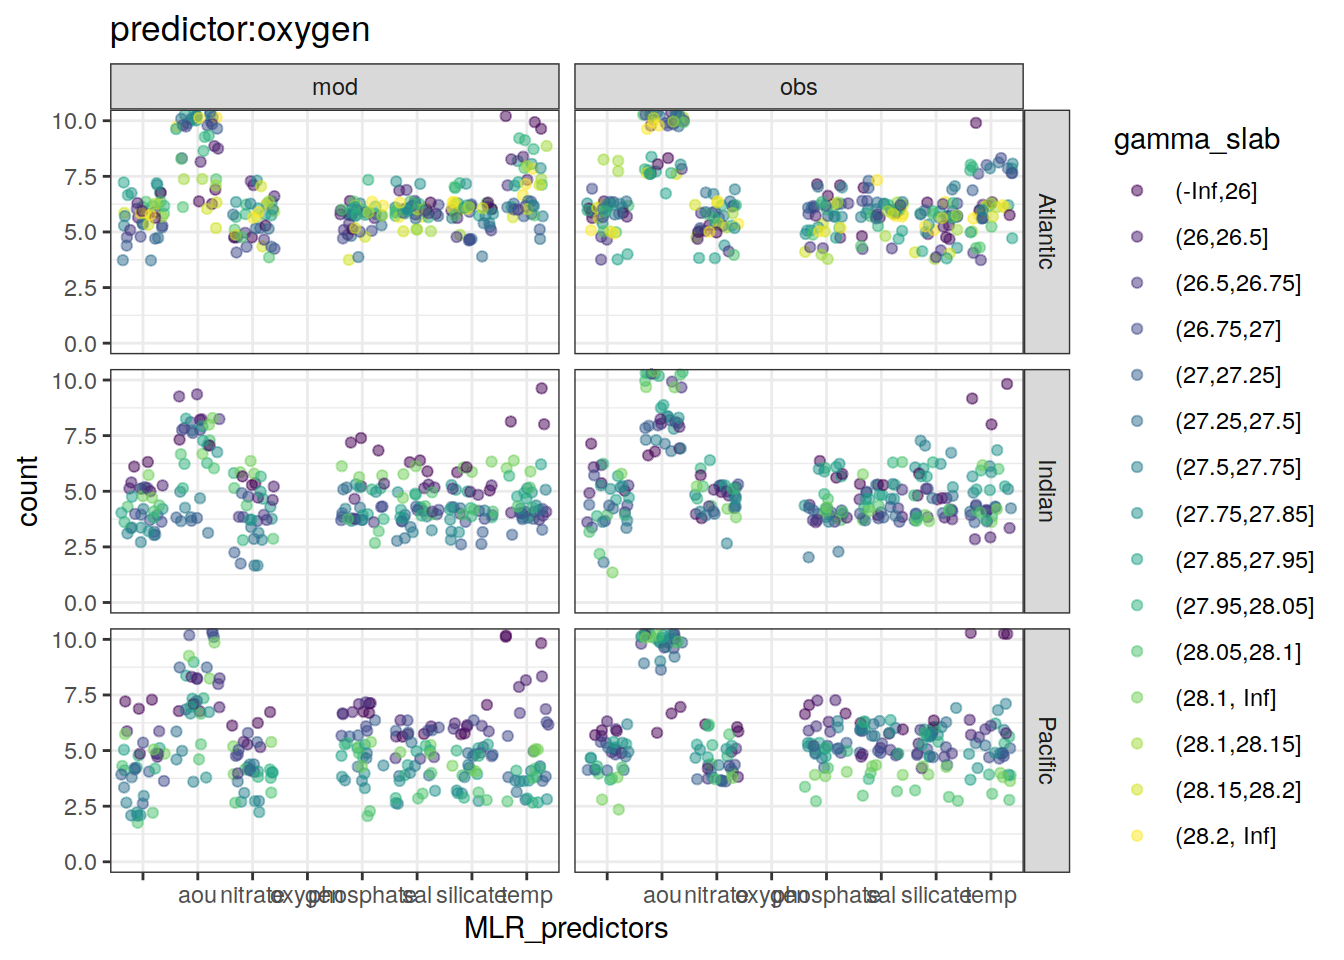 predictor:oxygen
mod
obs
10.0
7.5
5.0
2.5
0.0
Atlantic
10.0
7.5
5.0
2.5
0.0
Indian
10.0
7.5
5.0
2.5
0.0
Pacific
count
aou nitrate oxygen phosphate sal silicate temp
aou nitrate oxygen phosphate sal silicate temp
MLR_predictors
gamma_slab
(-Inf,26]
(26,26.5]
(26.5,26.75]
(26.75,27]
(27,27.25]
(27.25,27.5]
(27.5,27.75]
(27.75,27.85]
(27.85,27.95]
(27.95,28.05]
(28.05,28.1]
(28.1, Inf]
(28.1,28.15]
(28.15,28.2]
(28.2, Inf]